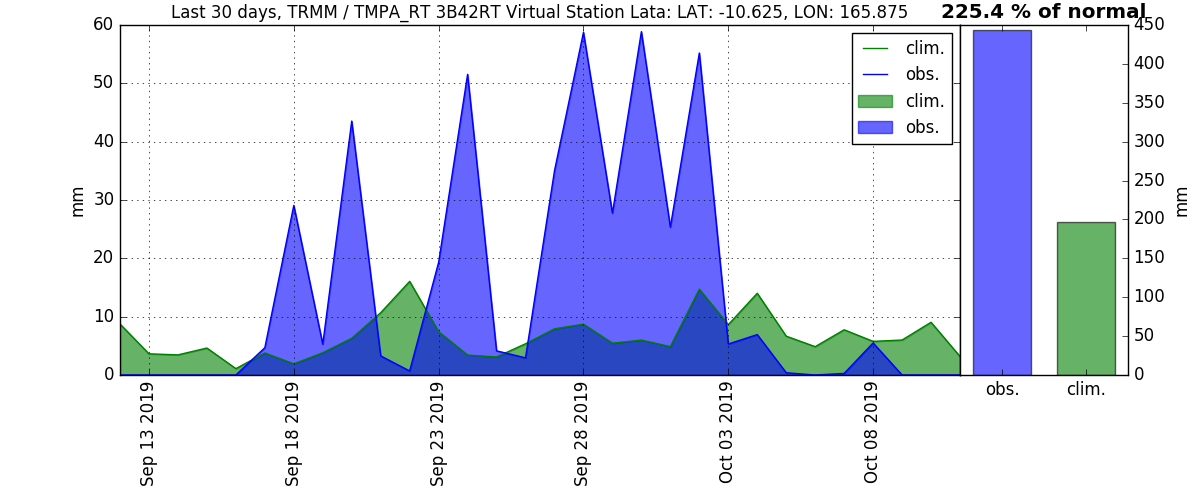 Last 30 days, TRMM / TMPA_RT 3B42RT Virtual Station Lata: LAT: -10.625, LON: 165.875
225.4 % of normal
mm
60
50
40
30
20
10
0
Sep 13 2019
Sep 18 2019
Sep 23 2019
Sep 28 2019
Oct 03 2019
Oct 08 2019
clim.
obs.
clim.
obs.
450
400
350
300
250
200
150
100
50
0
mm
obs.
clim.